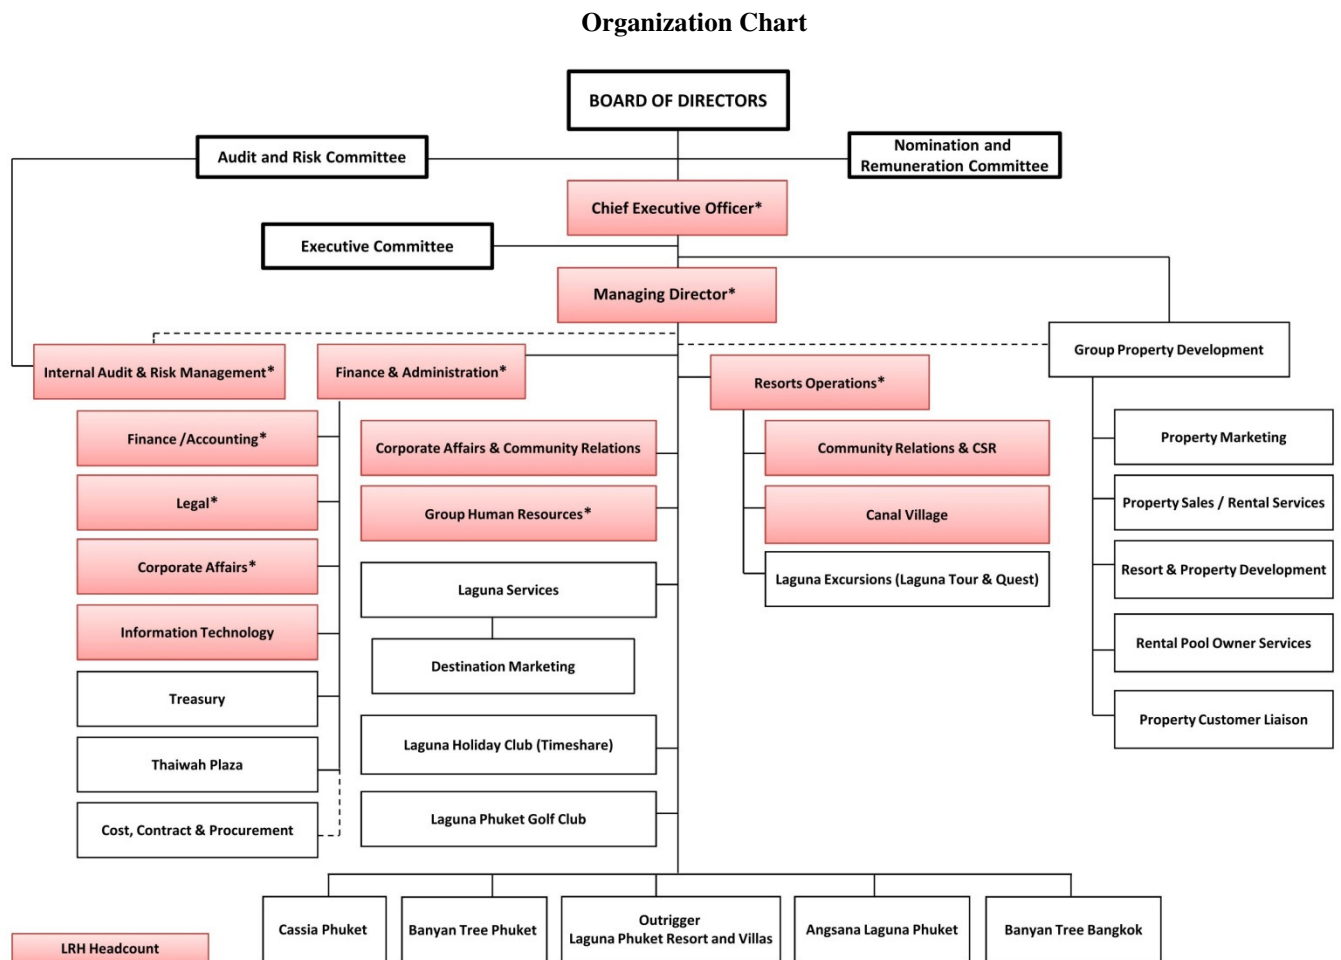 Organization Chart
BOARD OF DIRECTORS
Audit and Risk Committee
Nomination and
Remuneration Committee
Chief Executive Officer*
Executive Committee
Managing Director*
Group Property Development
Internal Audit & Risk Management*
Finance & Administration*
Resorts Operations*
Finance /Accounting*
Legal*
Corporate Affairs*
Information Technology
Treasury
Thaiwah Plaza
Cost, Contract & Procurement
Corporate Affairs & Community Relations
Group Human Resources*
Laguna Services
Destination Marketing
Laguna Holiday Club (Timeshare)
Laguna Phuket Golf Club
Community Relations & CSR
Canal Village
Laguna Excursions (Laguna Tour & Quest)
Property Marketing
Property Sales / Rental Services
Resort & Property Development
Rental Pool Owner Services
Property Customer Liaison
Cassia Phuket
Banyan Tree Phuket
Outrigger
Laguna Phuket Resort and Villas
Angsana Laguna Phuket
Banyan Tree Bangkok
LRH Headcount